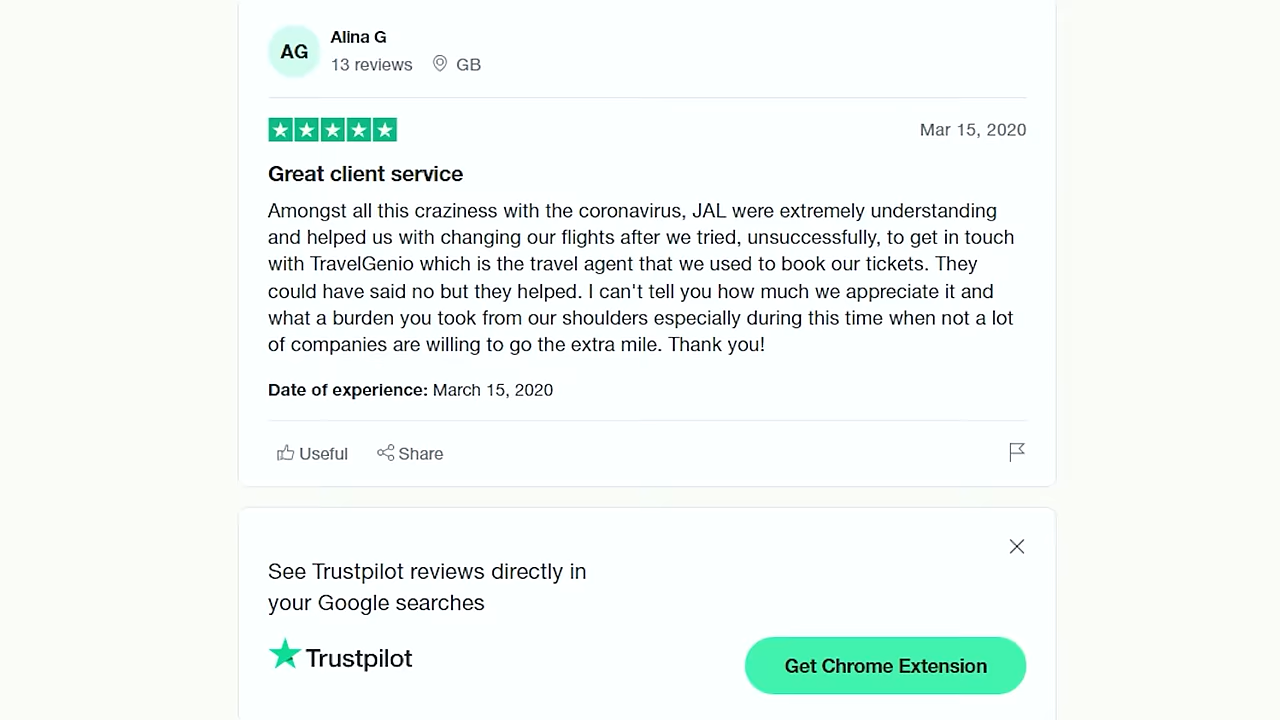 AG
Alina G
13 reviews GB
Mar 15, 2020
Great client service
Amongst all this craziness with the coronavirus, JAL were extremely understanding
and helped us with changing our flights after we tried, unsuccessfully, to get in touch
with TravelGenio which is the travel agent that we used to book our tickets. They
could have said no but they helped. I can't tell you how much we appreciate it and
what a burden you took from our shoulders especially during this time when not a lot
of companies are willing to go the extra mile. Thank you!
Date of experience: March 15, 2020
Useful Share
See Trustpilot reviews directly in
your Google searches
Trustpilot
Get Chrome Extension